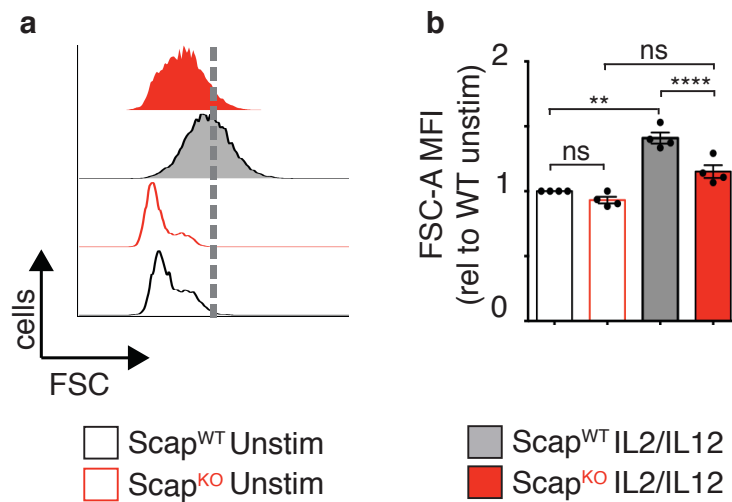 a
cells
FSC
b
FSC-A MFI
(rel to WT unstim)
2
1
0
ns
**
ns
****
Scap^WT Unstim
Scap^KO Unstim
Scap^WT IL2/IL12
Scap^KO IL2/IL12